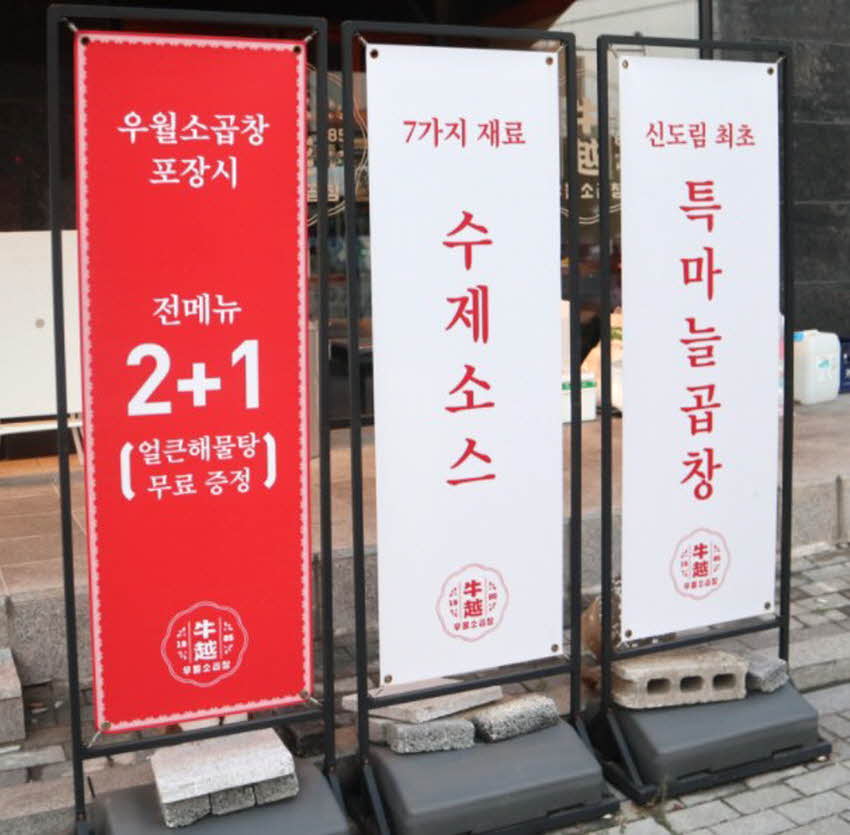 우월소곱창
포장시
전메뉴
2+1
(얼큰해물탕
무료 증정)
牛越
우월소곱창
7가지 재료
수제소스
牛越
우월소곱창
신도림 최초
특마늘곱창
牛越
우월소곱창